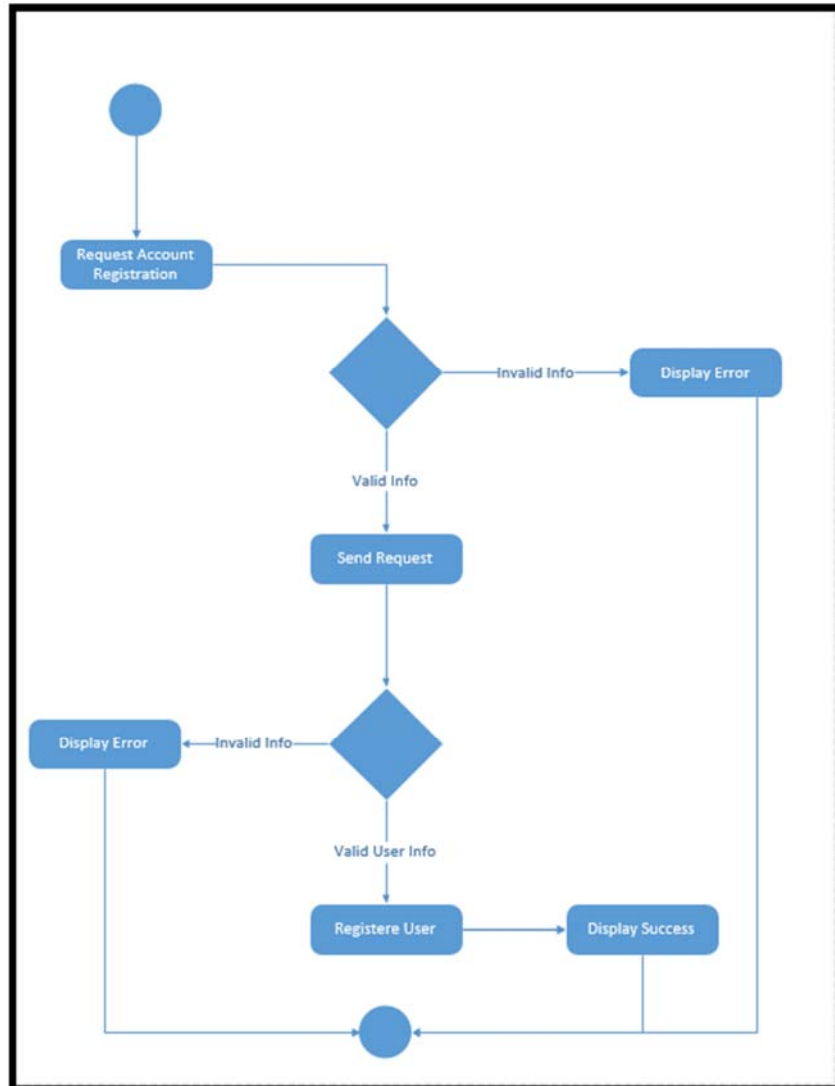 Request Account
Registration
Invalid Info
Display Error
Valid Info
Send Request
Display Error
Invalid Info
Valid User Info
Registere User
Display Success